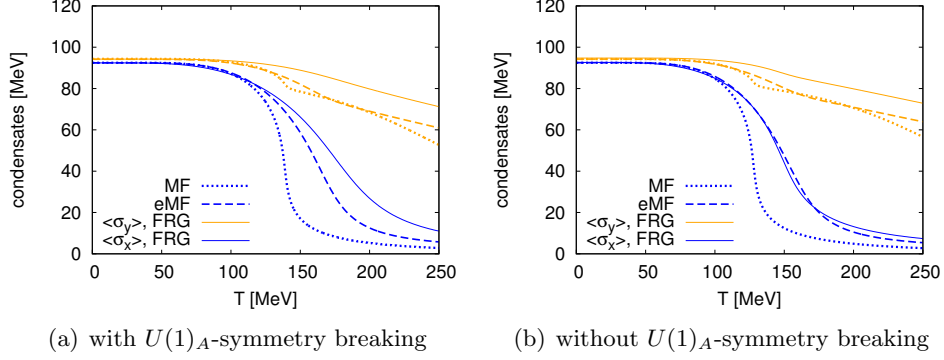 condensates [MeV]
120
100
80
60
40
20
0
MF
eMF
<σy>, FRG
<σx>, FRG
0 50 100 150 200 250
T [MeV]
(a) with U(1)A-symmetry breaking
condensates [MeV]
120
100
80
60
40
20
0
MF
eMF
<σy>, FRG
<σx>, FRG
0 50 100 150 200 250
T [MeV]
(b) without U(1)A-symmetry breaking